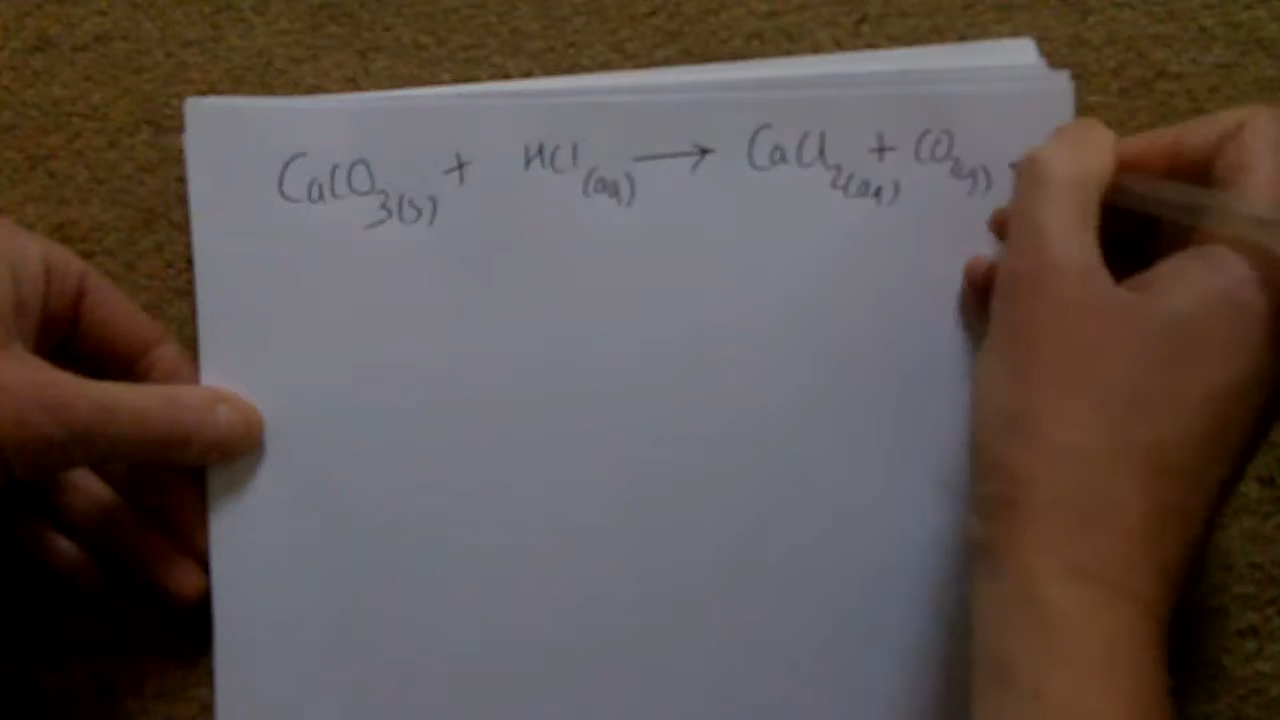 CaCO3(s) + HCl(aq) → CaCl2(aq) + CO2(g)